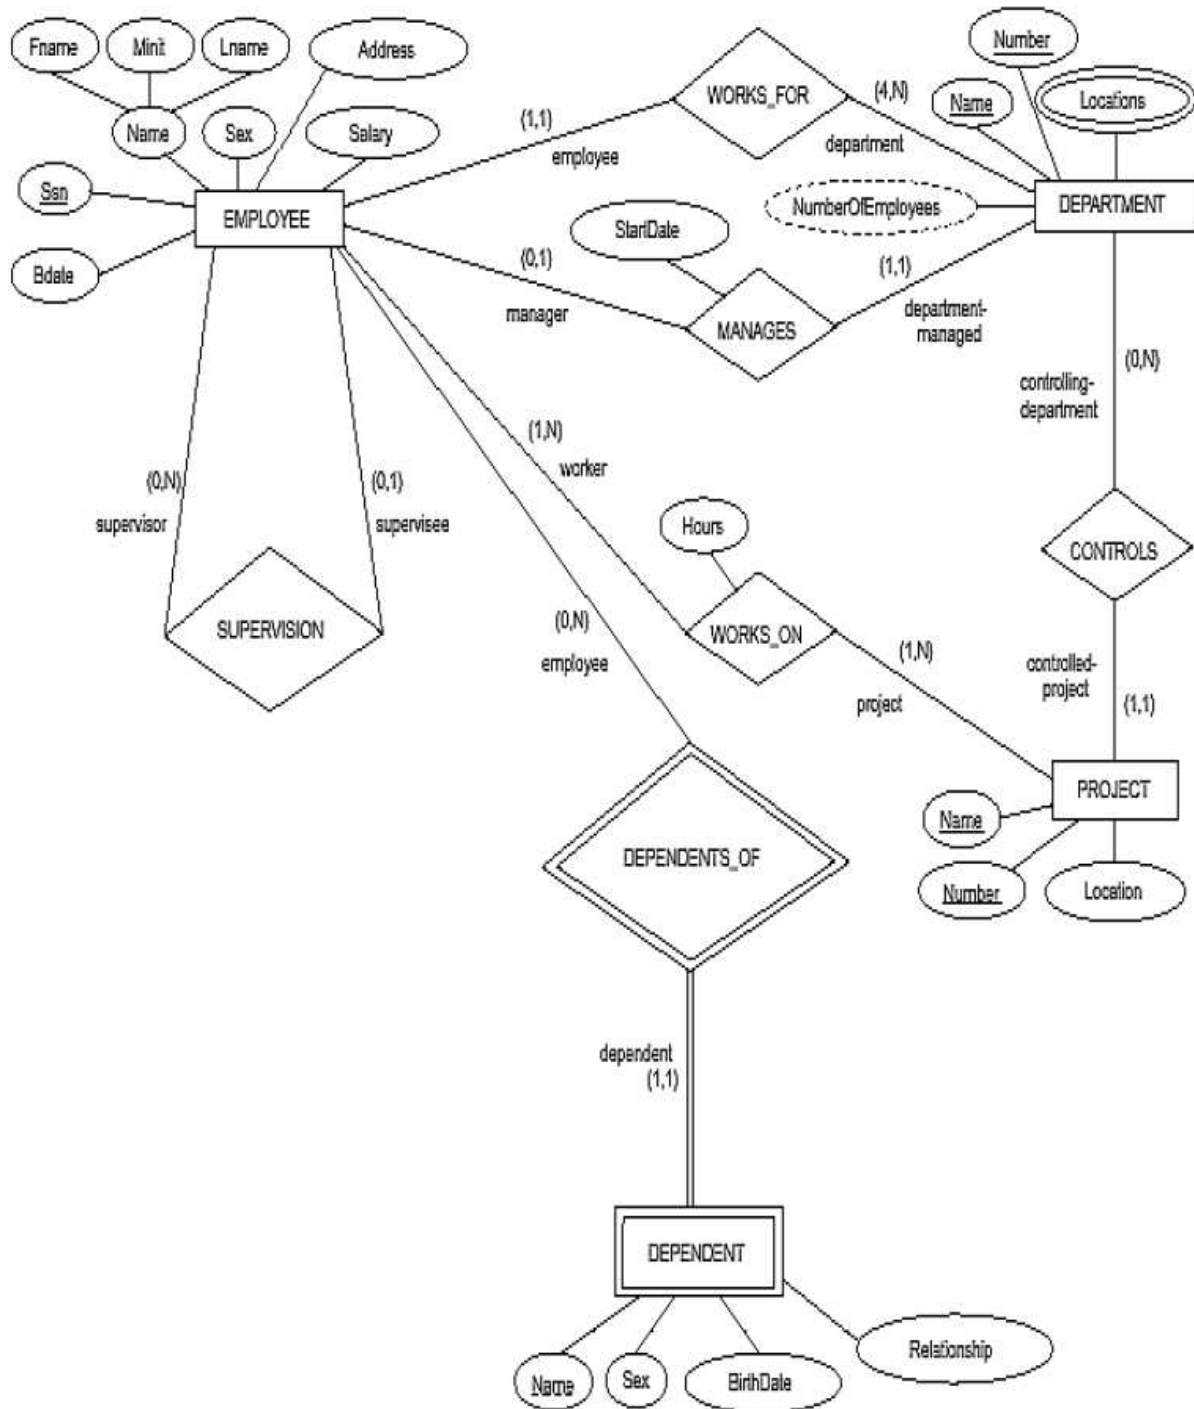 Fname
Minit
Lname
Address
Name
Sex
Salary
Ssn
Bdate
EMPLOYEE
(1,1)
employee
WORKS_FOR
(4,N)
department
Number
Name
Locations
DEPARTMENT
NumberOfEmployees
StartDate
(0,1)
manager
MANAGES
(1,1)
department-
managed
(0,N)
controlling-
department
CONTROLS
controlled-
project
(1,1)
(0,N)
supervisor
(0,1)
supervisee
SUPERVISION
(1,N)
worker
Hours
WORKS_ON
(1,N)
project
(0,N)
employee
PROJECT
Name
Number
Location
DEPENDENTS_OF
dependent
(1,1)
DEPENDENT
Name
Sex
BirthDate
Relationship